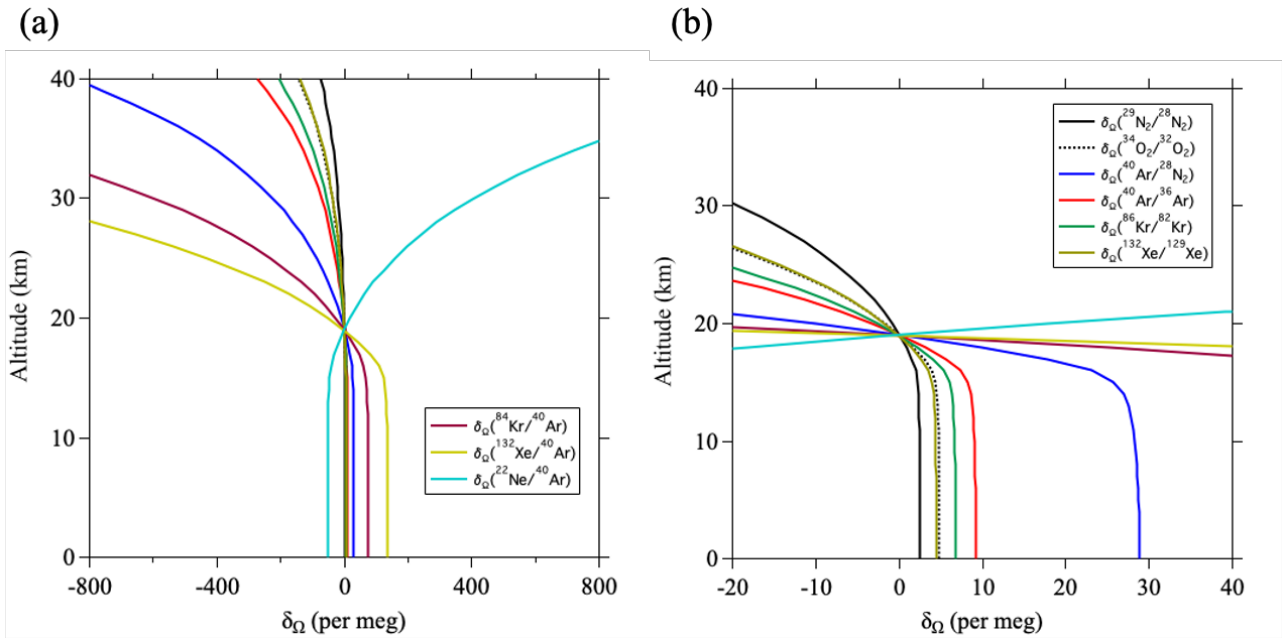 (a)
(b)
40
30
20
10
0
Altitude (km)
-800
-400
0
400
800
δΩ (per meg)
δΩ(⁸⁴Kr/⁴⁰Ar)
δΩ(¹³²Xe/⁴⁰Ar)
δΩ(²²Ne/⁴⁰Ar)
40
30
20
10
0
Altitude (km)
-20
-10
0
10
20
30
40
δΩ (per meg)
δΩ(²⁹N₂/²⁸N₂)
δΩ(³⁴O₂/³²O₂)
δΩ(⁴⁰Ar/²⁸N₂)
δΩ(⁴⁰Ar/³⁶Ar)
δΩ(⁸⁶Kr/⁸²Kr)
δΩ(¹³²Xe/¹²⁹Xe)